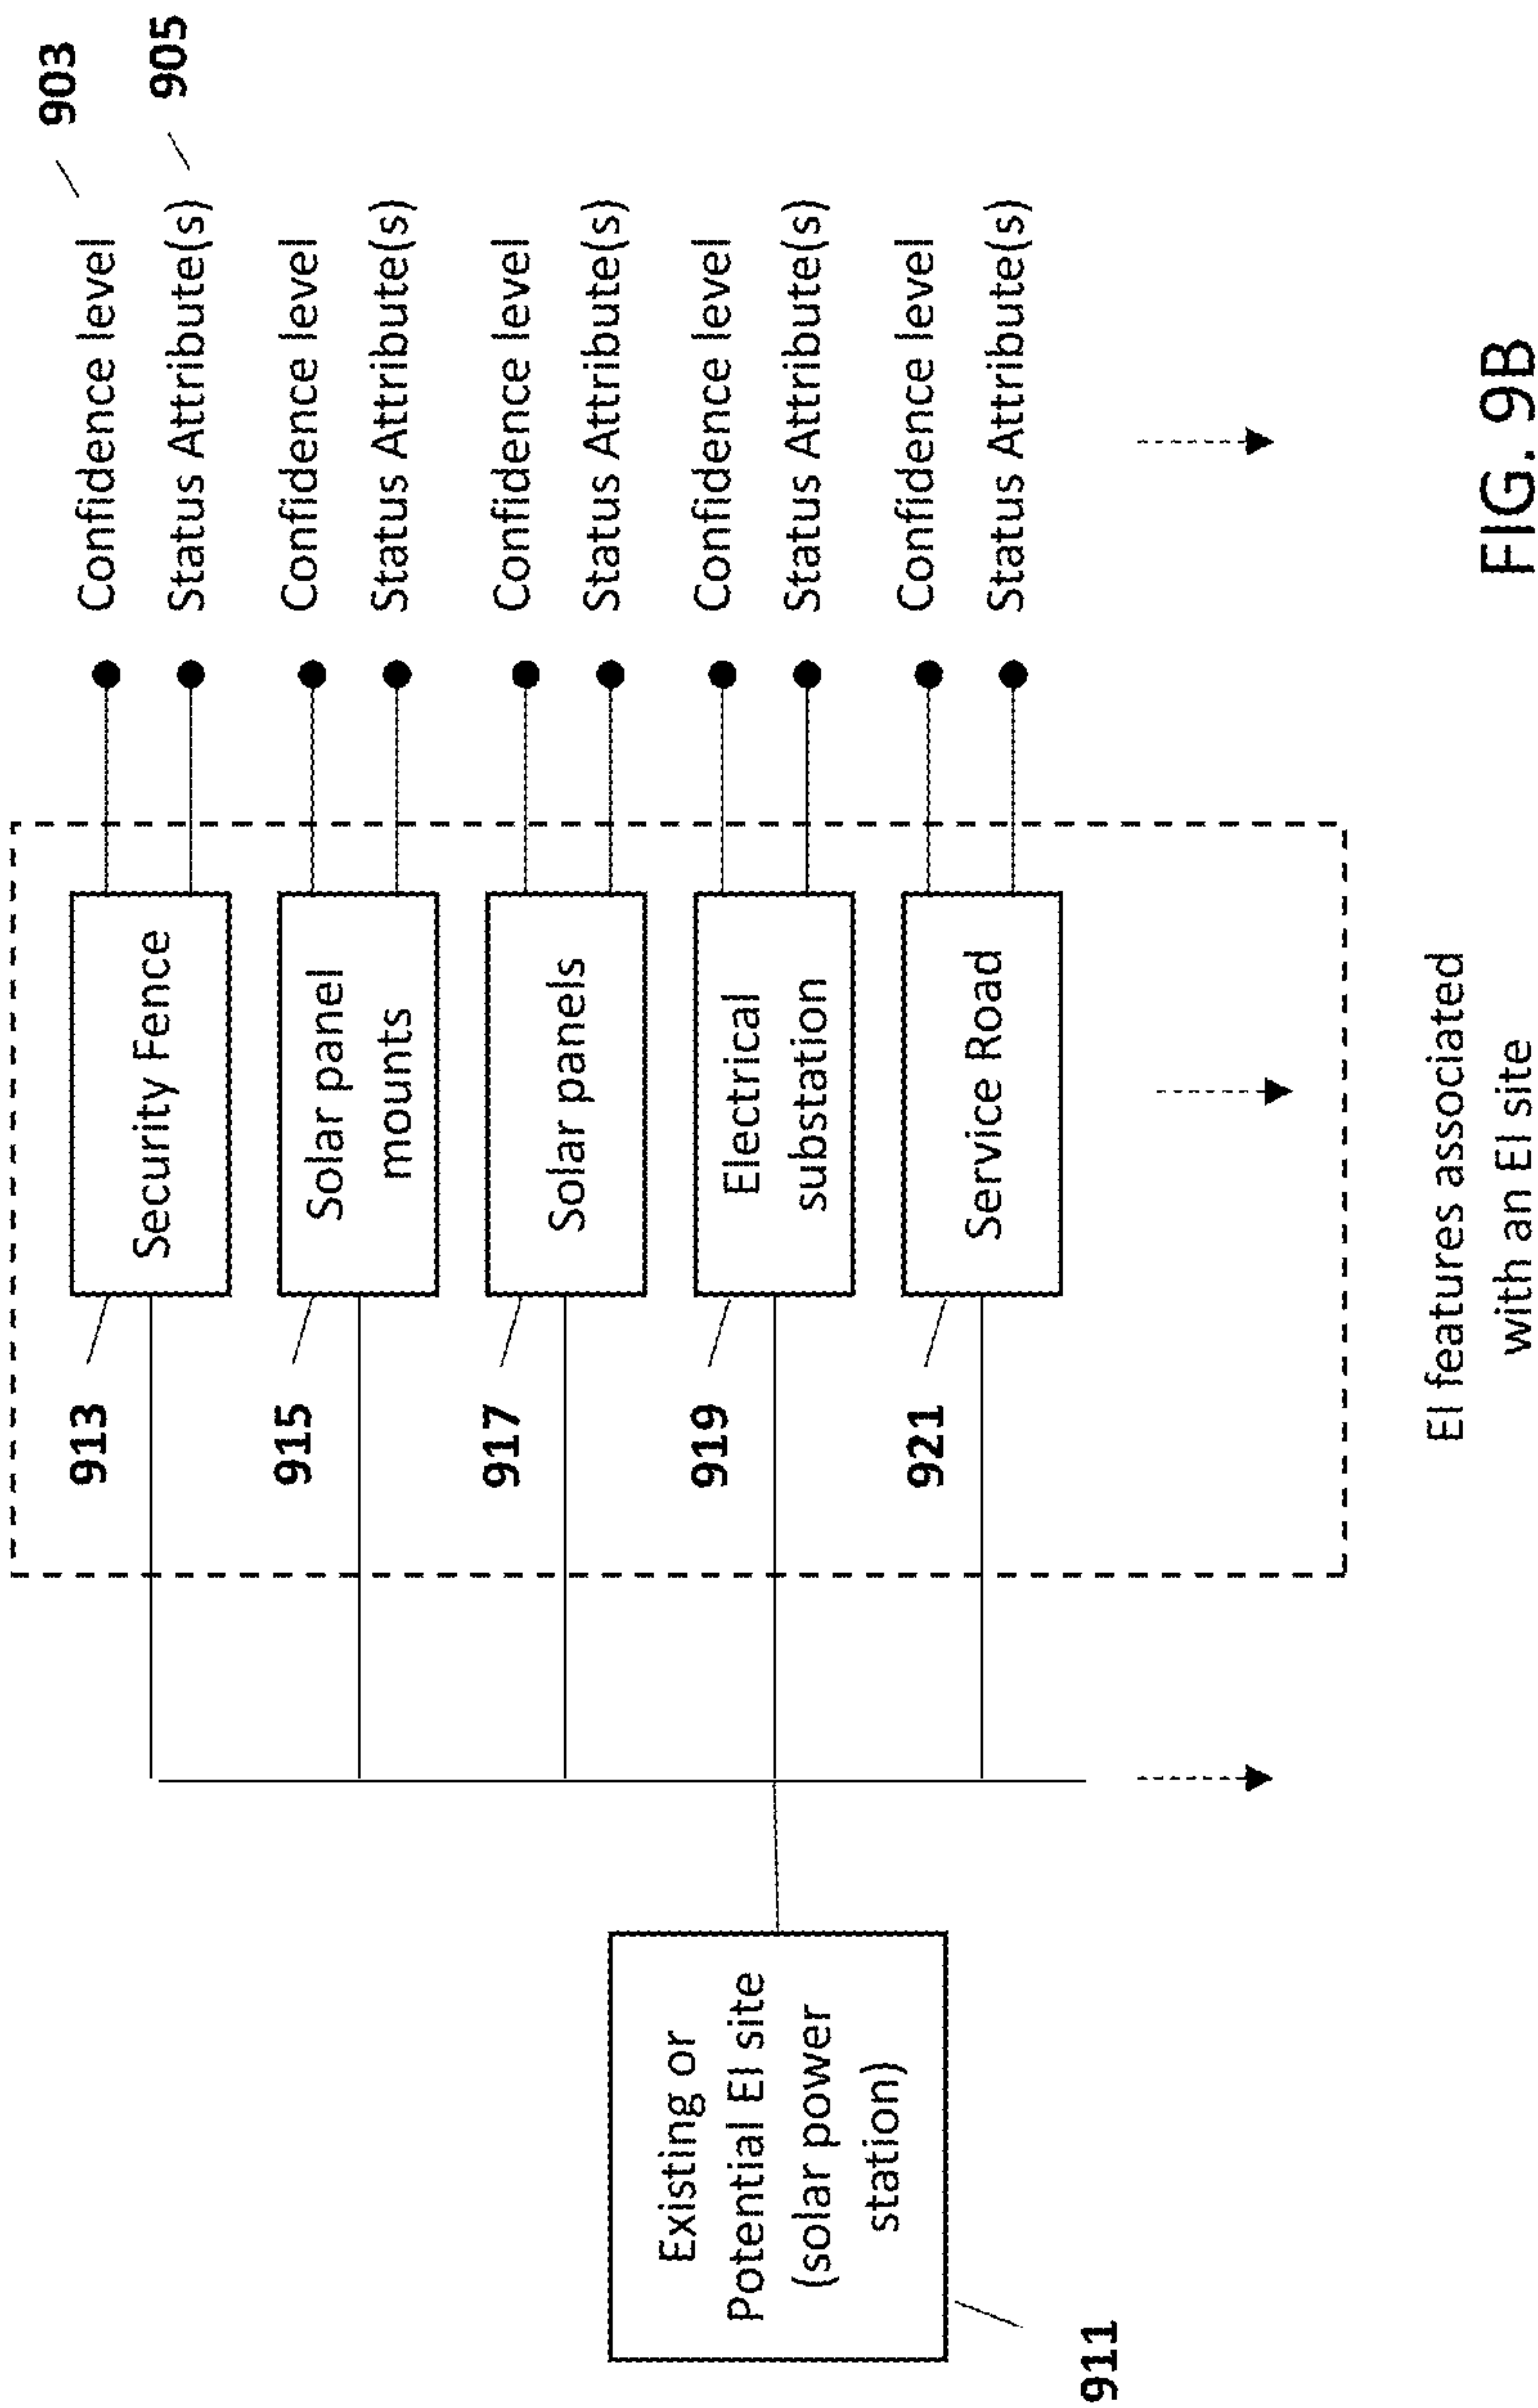 903
Confidence level
905
Status Attribute(s)
913
Security Fence
Confidence level
Status Attribute(s)
915
Solar panel
mounts
Confidence level
Status Attribute(s)
917
Solar panels
Confidence level
Status Attribute(s)
919
Electrical
substation
Confidence level
Status Attribute(s)
921
Service Road
Existing or
Potential EI site
(solar power
station)
911
EI features associated
with an EI site
FIG. 9B